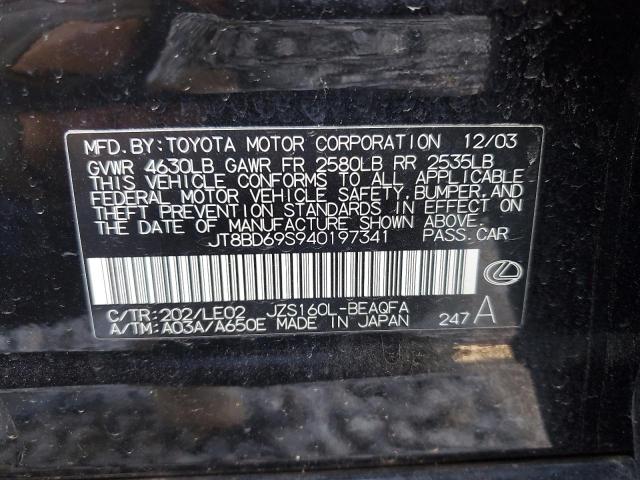 MFD. BY: TOYOTA MOTOR CORPORATION 12/03
GVWR 4630LB GAWR FR 2580LB RR 2535LB
THIS VEHICLE CONFORMS TO ALL APPLICABLE
FEDERAL MOTOR VEHICLE SAFETY, BUMPER, AND
THEFT PREVENTION STANDARDS IN EFFECT ON
THE DATE OF MANUFACTURE SHOWN ABOVE.
JT8BD69S940197341 PASS.CAR
C/TR: 202/LE02 JZS160L-BEAQFA
A/TM: A03A/A650E MADE IN JAPAN 247 A